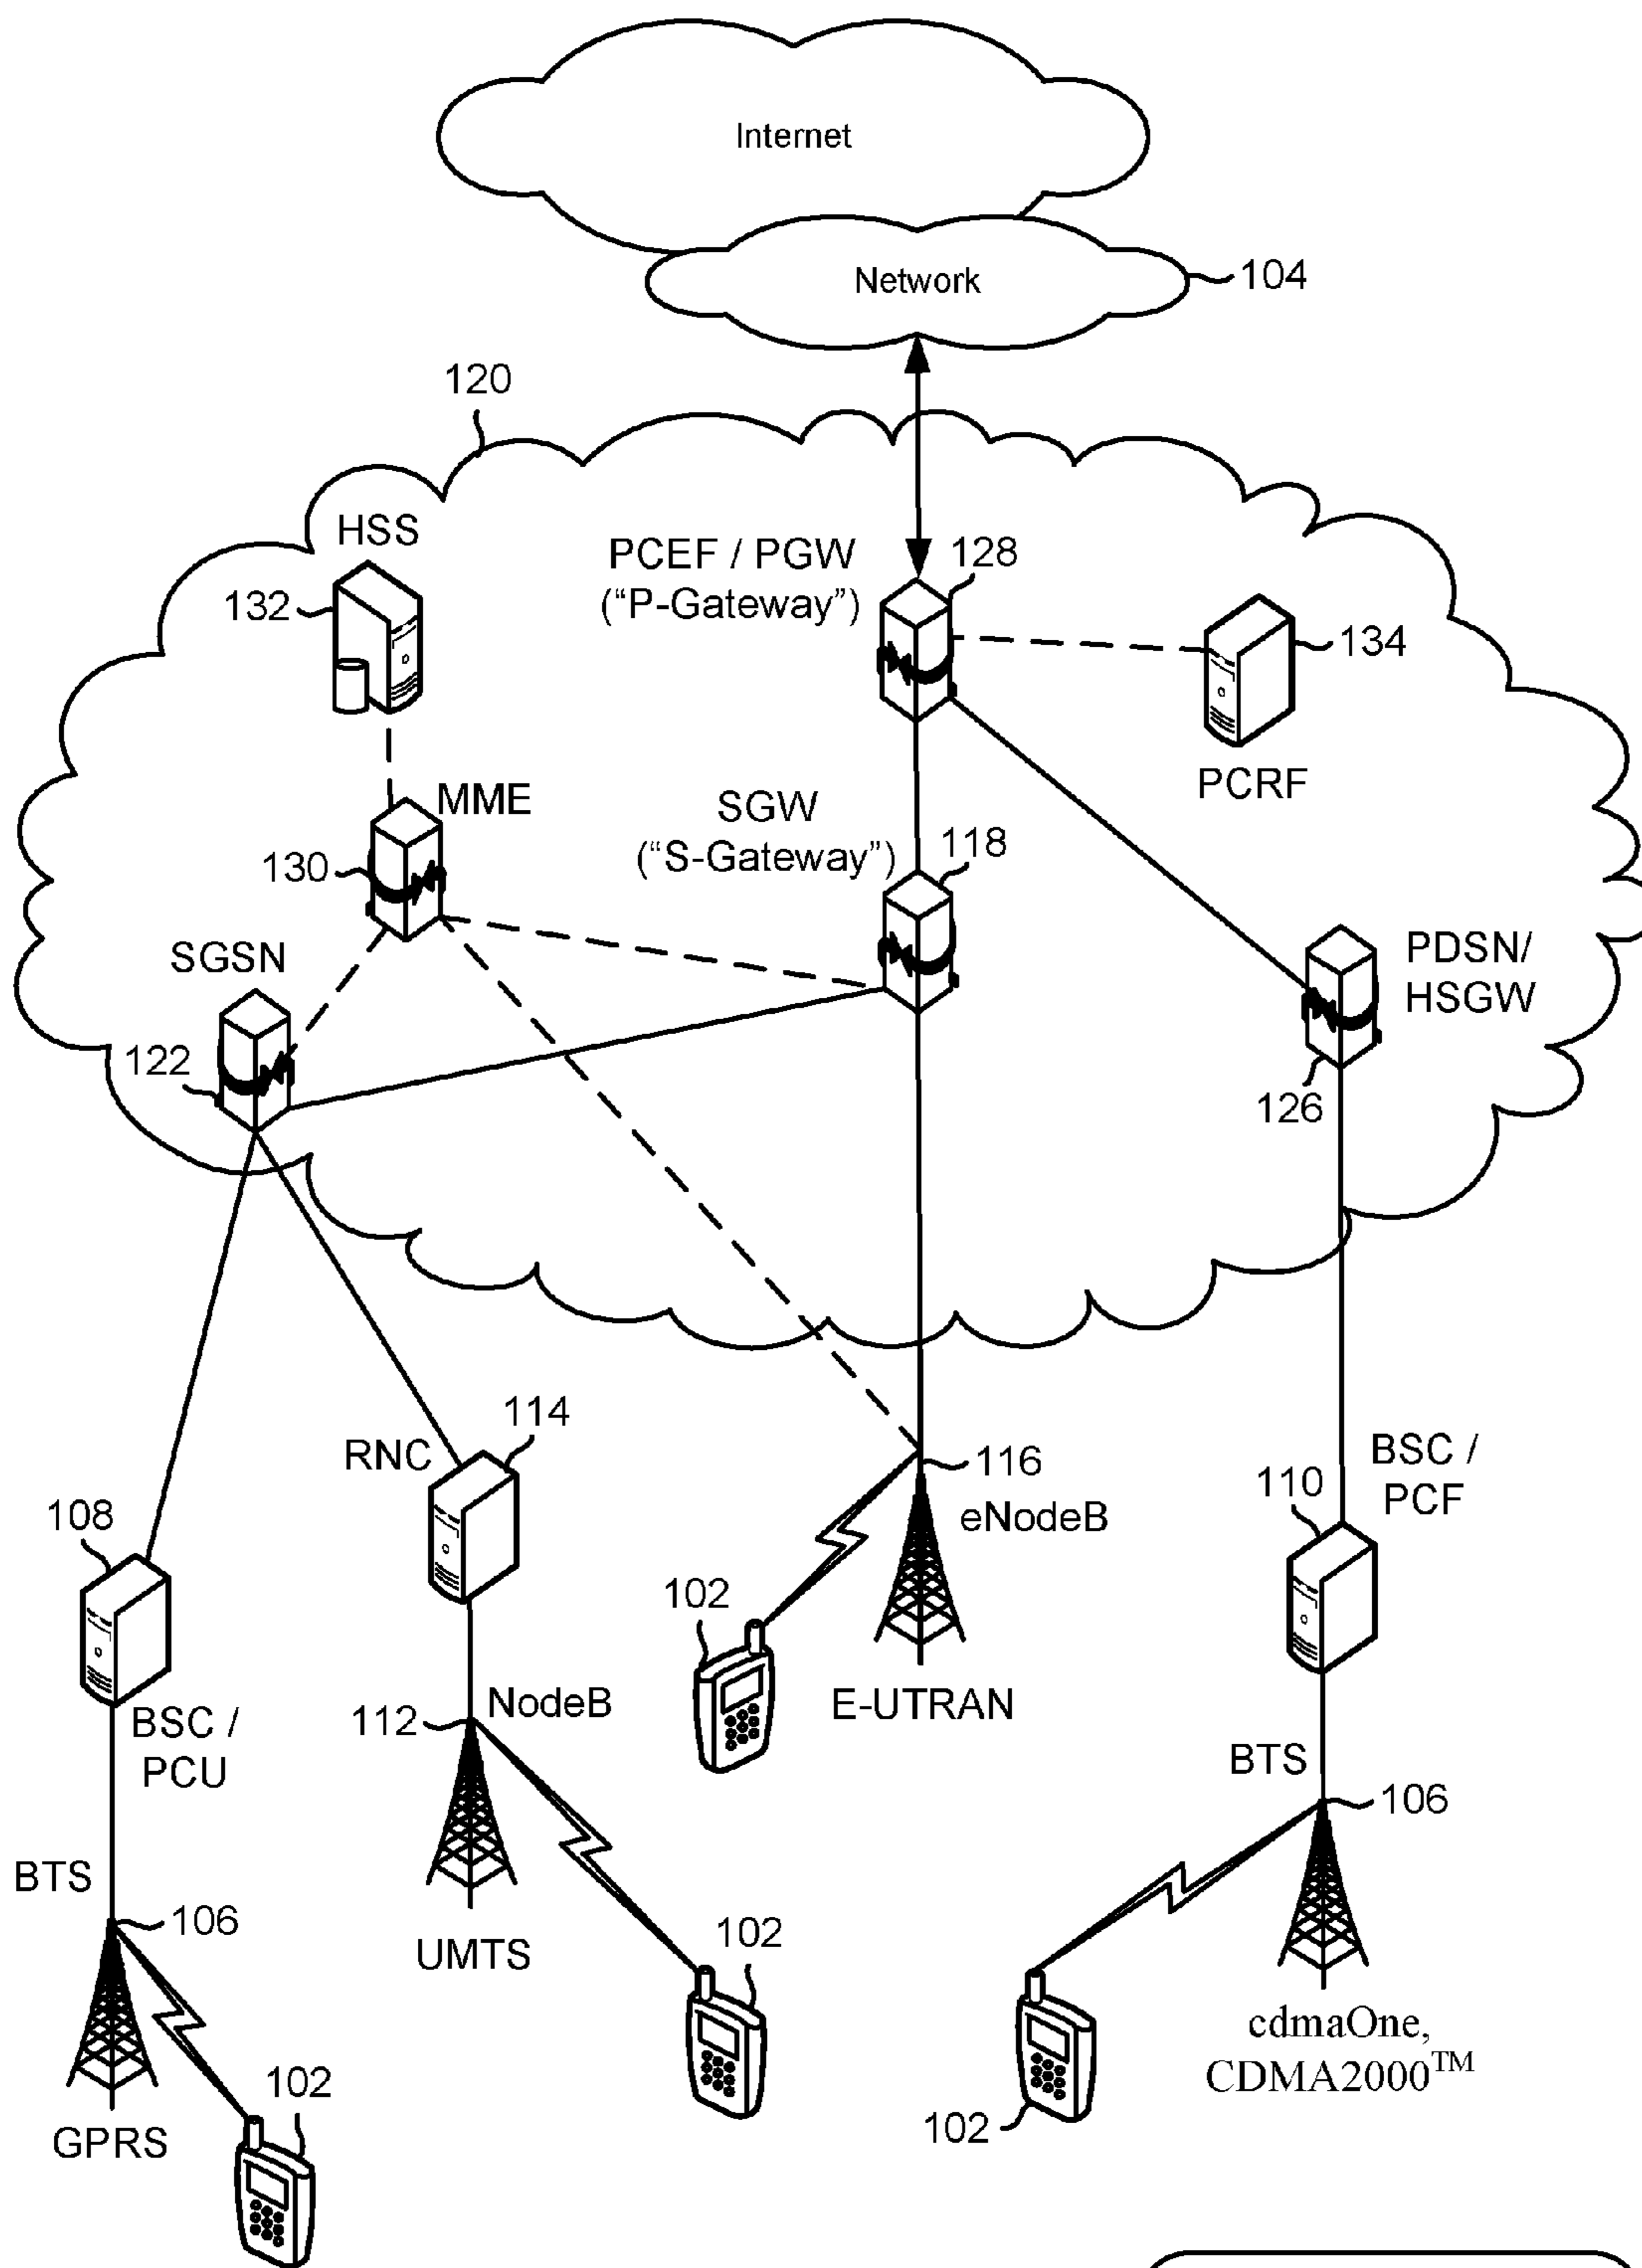 Internet
Network
104
120
HSS
132
PCEF / PGW
(“P-Gateway”)
128
134
PCRF
MME
130
SGW
(“S-Gateway”)
118
SGSN
122
PDSN/
HSGW
126
RNC
114
108
BSC /
PCU
116
eNodeB
E-UTRAN
102
110
BSC /
PCF
NodeB
112
UMTS
102
BTS
106
GPRS
102
BTS
106
cdmaOne,
CDMA2000™
102